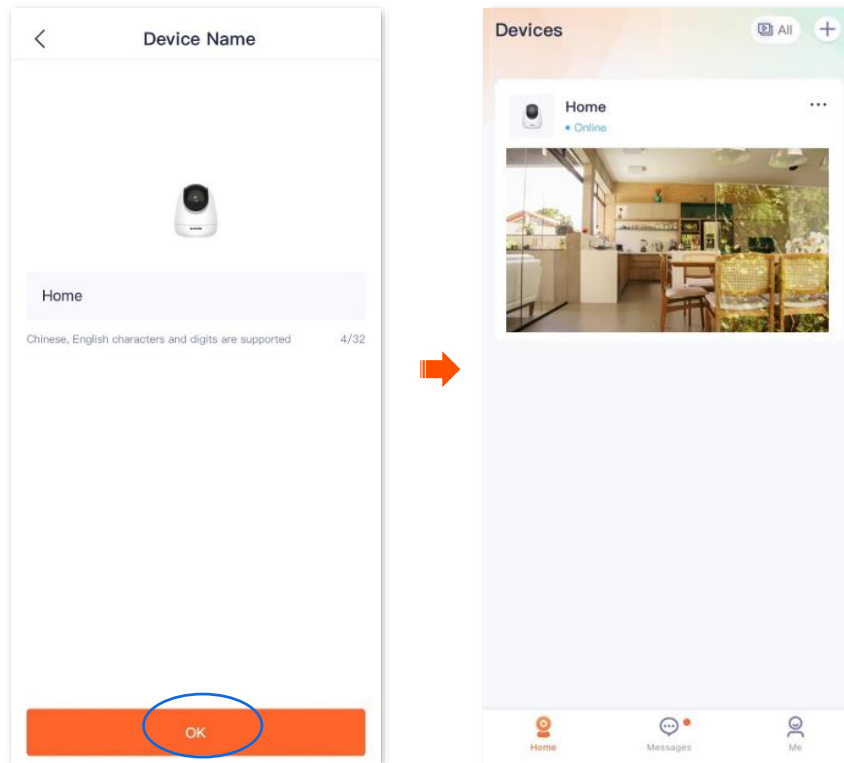 Device Name
Home
Chinese, English characters and digits are supported 4/32
OK
Devices
All
Home
• Online
Home
Messages
Me